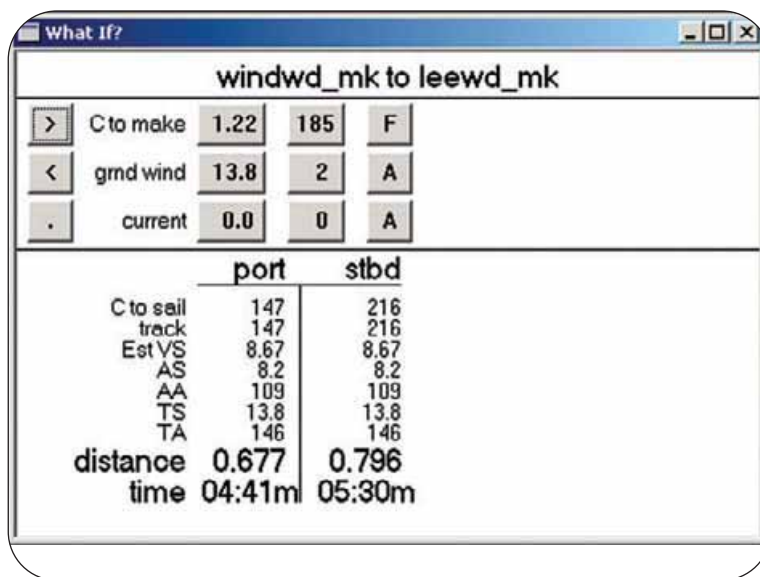 What If?
windwd_mk to leewd_mk
> C to make 1.22 185 F
< grnd wind 13.8 2 A
. current 0.0 0 A
port stbd
C to sail 147 216
track 147 216
Est VS 8.67 8.67
AS 8.2 8.2
AA 109 109
TS 13.8 13.8
TA 146 146
distance 0.677 0.796
time 04:41m 05:30m